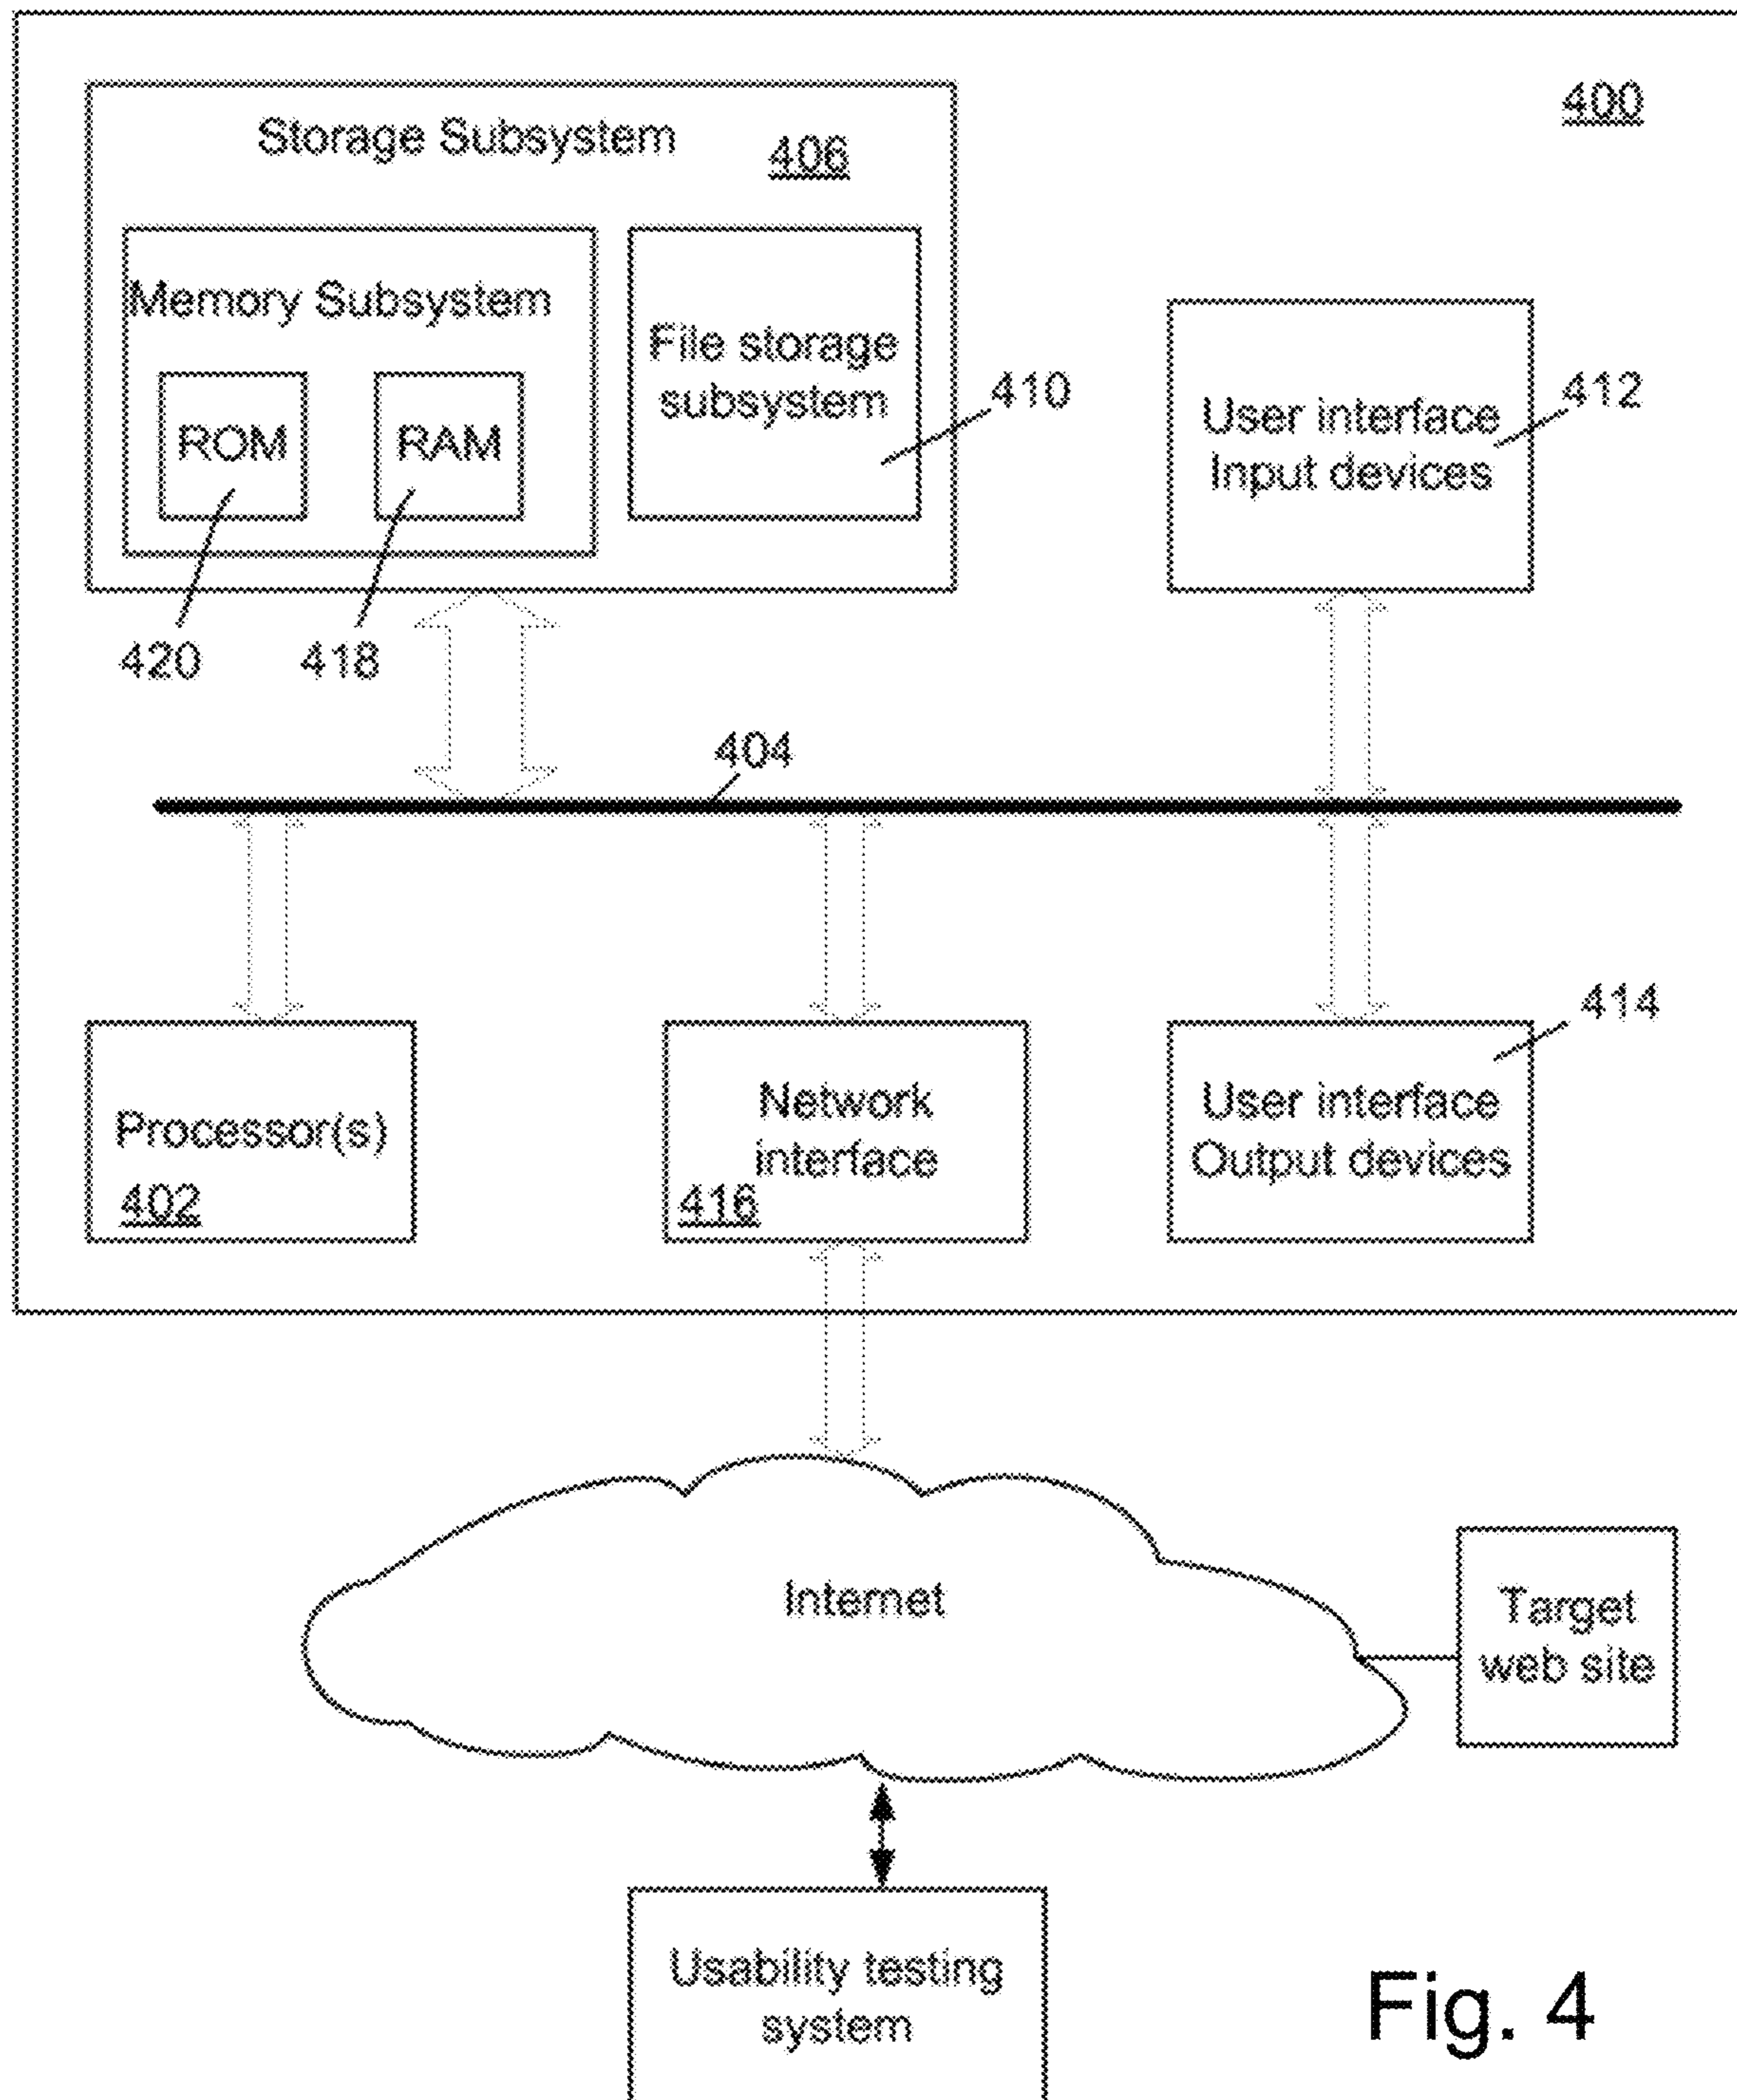 400
Storage Subsystem
406
Memory Subsystem
File storage
subsystem
410
ROM
RAM
420
418
User interface
Input devices
412
404
Processor(s)
402
Network
interface
416
User interface
Output devices
414
Internet
Target
web site
Usability testing
system
Fig. 4